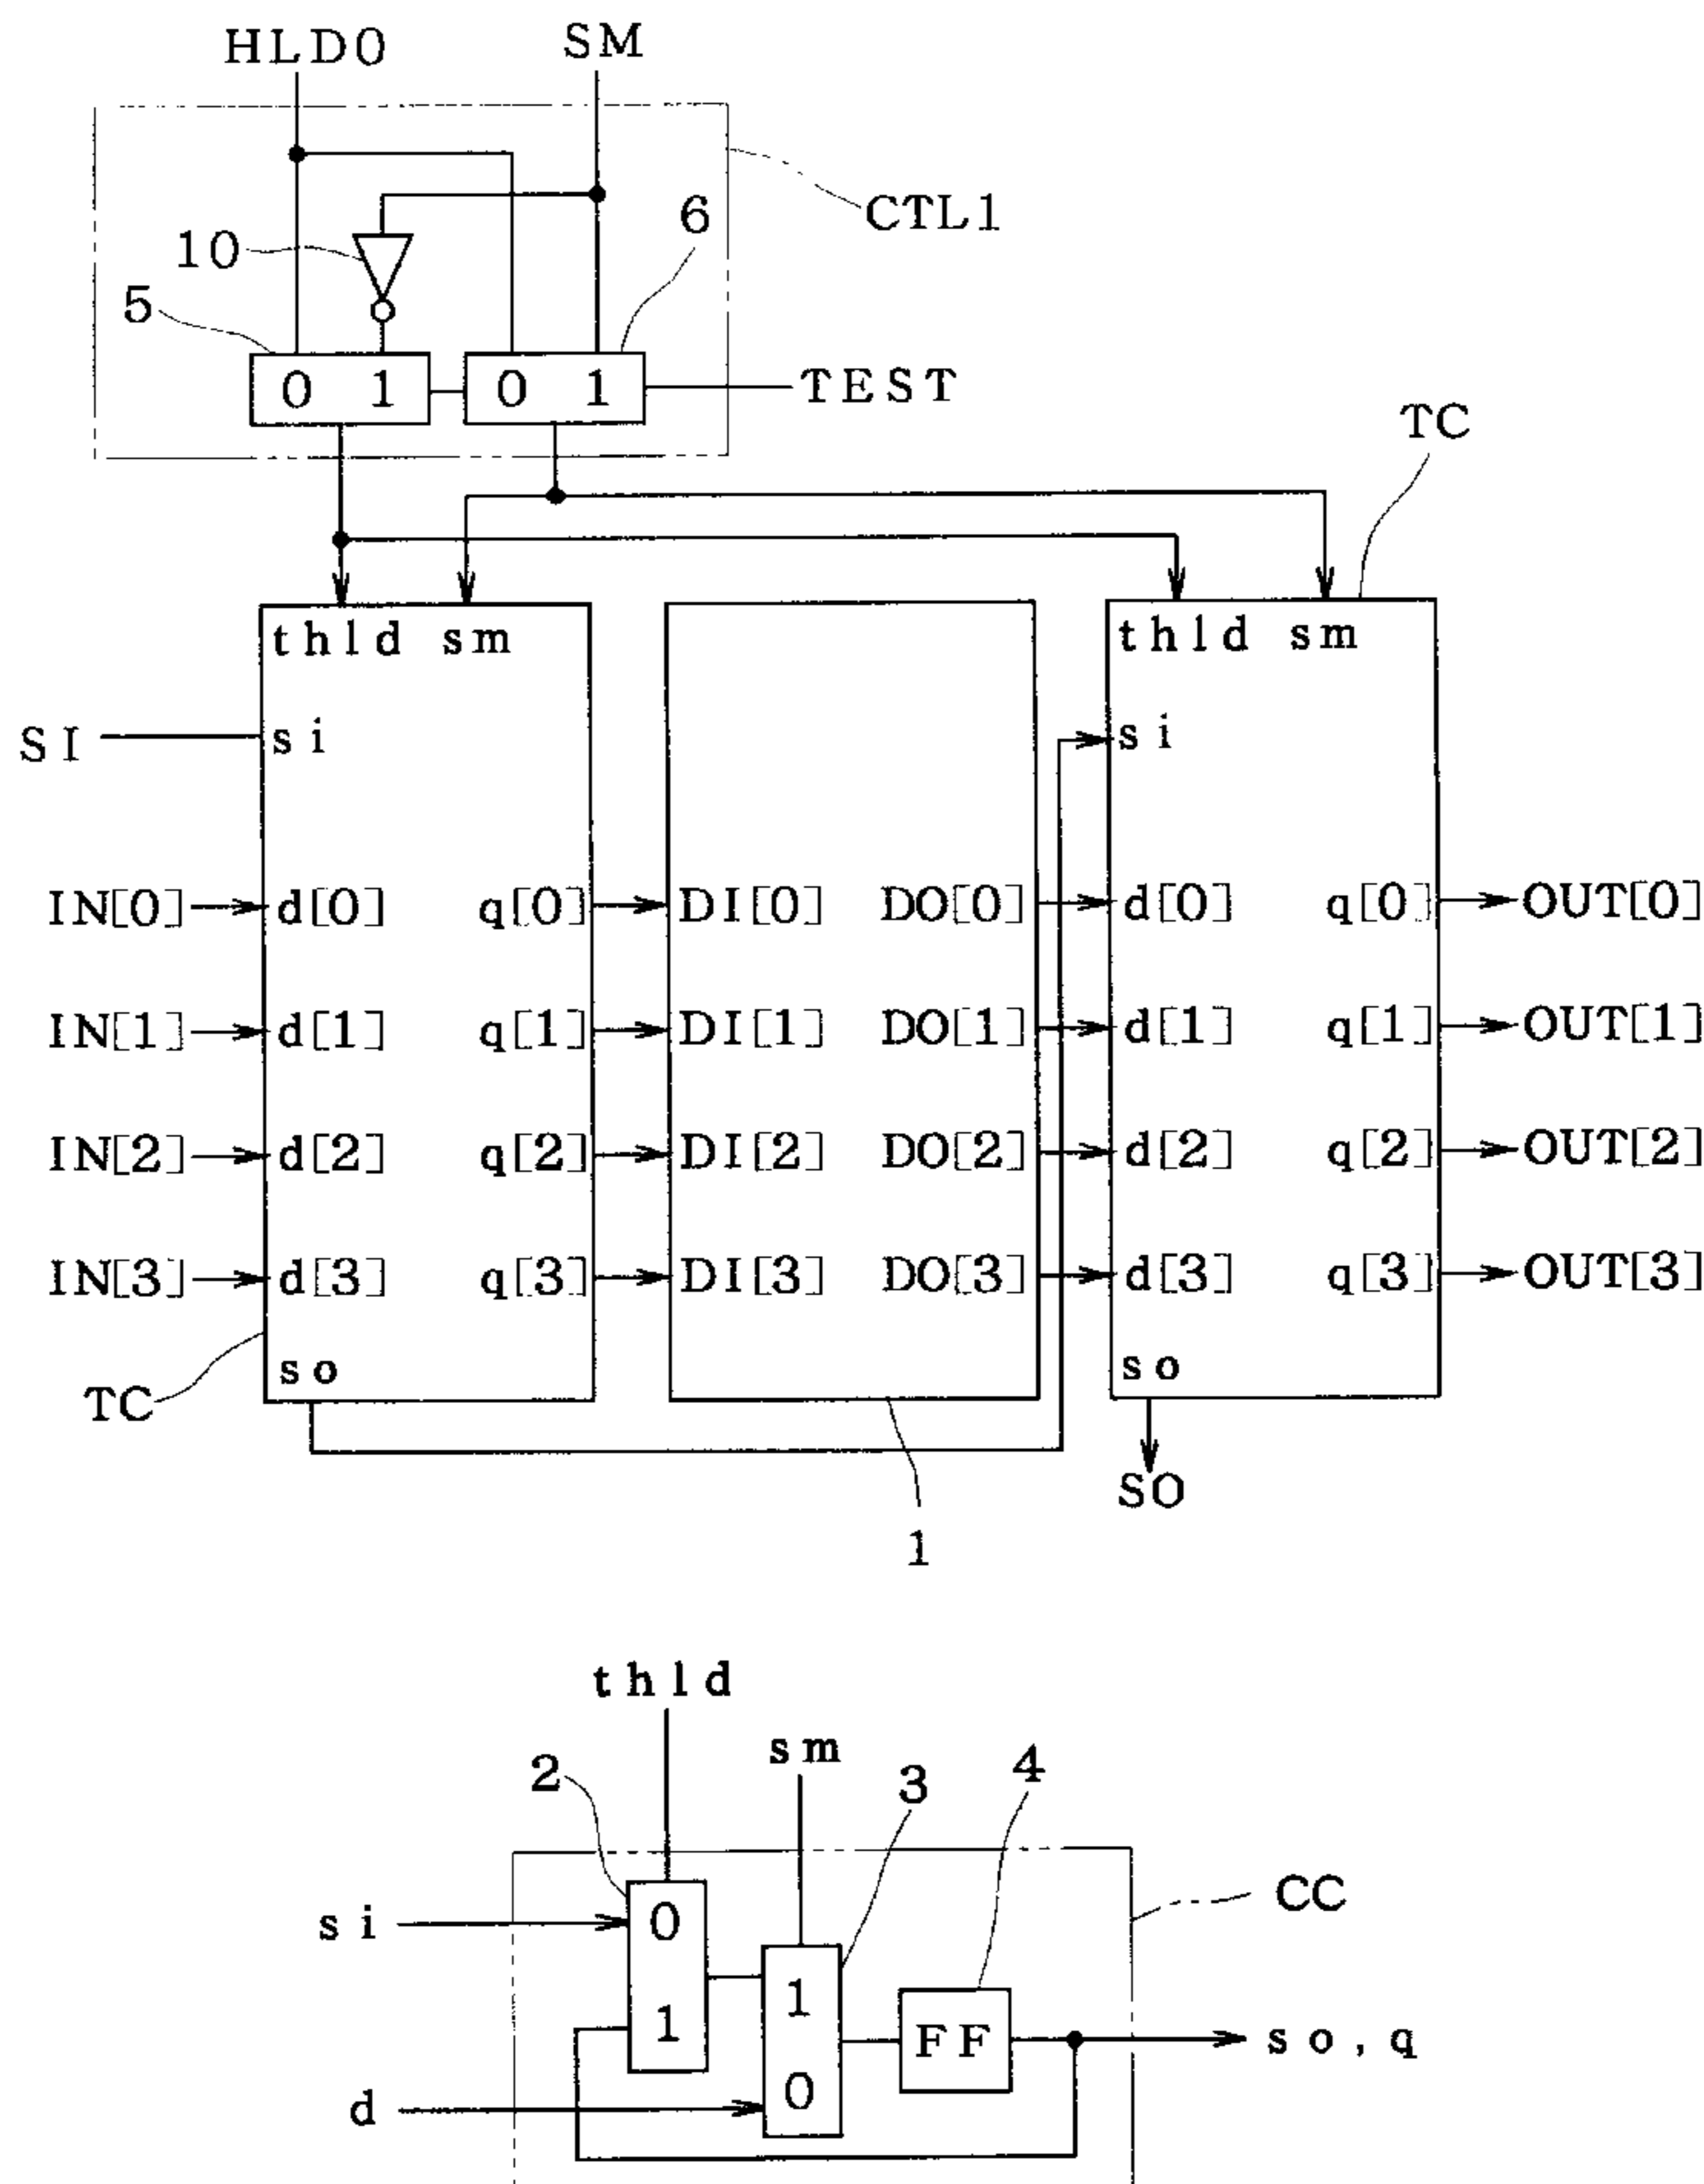 HLD0 SM
CTL1
6
10
5
0 1 0 1 TEST
TC
thld sm thld sm
SI si si
IN[0] d[0] q[0] DI[0] DO[0] d[0] q[0] OUT[0]
IN[1] d[1] q[1] DI[1] DO[1] d[1] q[1] OUT[1]
IN[2] d[2] q[2] DI[2] DO[2] d[2] q[2] OUT[2]
IN[3] d[3] q[3] DI[3] DO[3] d[3] q[3] OUT[3]
so so
TC
SO
1
thld
sm
2 3 4
CC
si 0
1 1
FF so, q
d 0